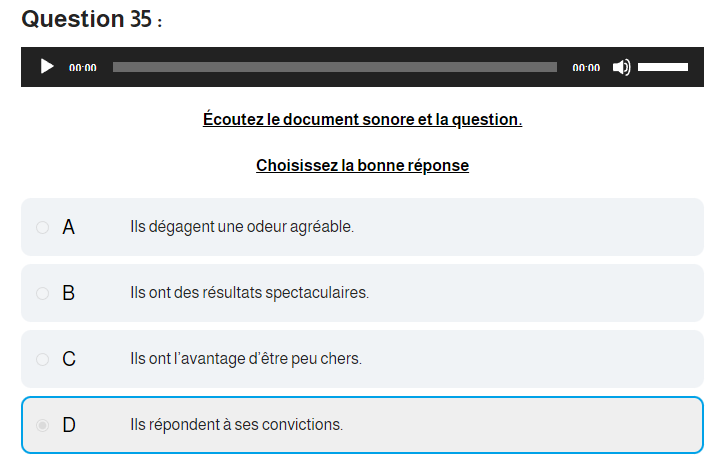 Question 35 :
00:00 00:00
Écoutez le document sonore et la question.
Choisissez la bonne réponse
A Ils dégagent une odeur agréable.
B Ils ont des résultats spectaculaires.
C Ils ont l’avantage d’être peu chers.
D Ils répondent à ses convictions.